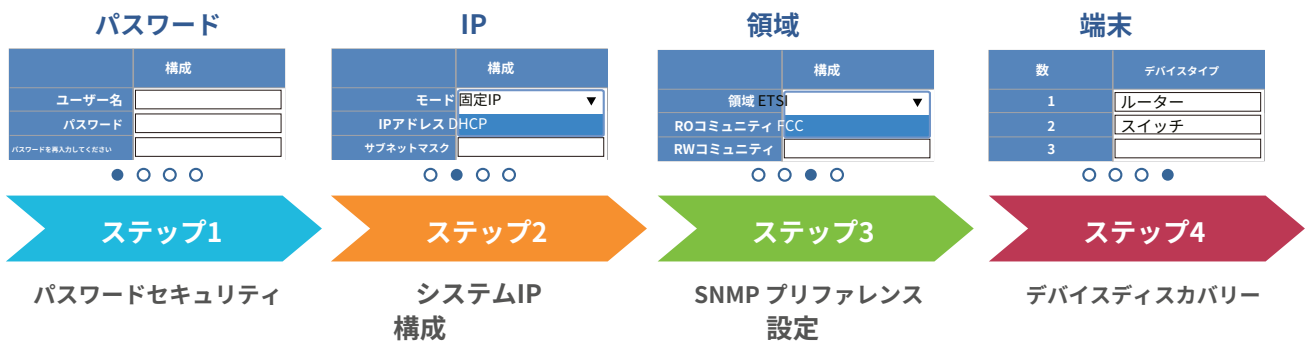 パスワード
構成
ユーザー名
パスワード
パスワードを再入力してください
ステップ1
パスワードセキュリティ
IP
構成
モード 固定IP ▼
IPアドレス DHCP
サブネットマスク
ステップ2
システムIP
構成
領域
構成
領域 ETSI ▼
ROコミュニティ FCC
RWコミュニティ
ステップ3
SNMP プリファレンス
設定
端末
数 デバイスタイプ
1 ルーター
2 スイッチ
3
ステップ4
デバイスディスカバリー